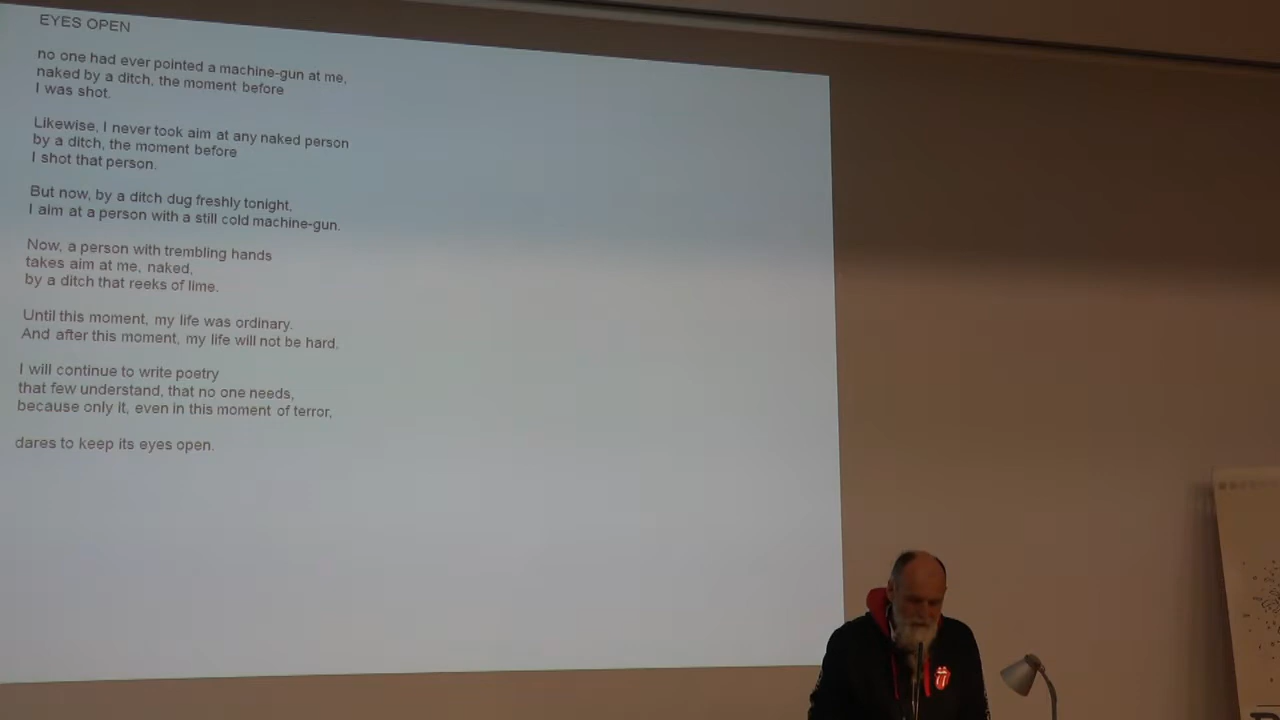 EYES OPEN
no one had ever pointed a machine-gun at me,
naked by a ditch, the moment before
I was shot.
Likewise, I never took aim at any naked person
by a ditch, the moment before
I shot that person.
But now, by a ditch dug freshly tonight,
I aim at a person with a still cold machine-gun.
Now, a person with trembling hands
takes aim at me, naked,
by a ditch that reeks of lime.
Until this moment, my life was ordinary.
And after this moment, my life will not be hard.
I will continue to write poetry
that few understand, that no one needs,
because only it, even in this moment of terror,
dares to keep its eyes open.